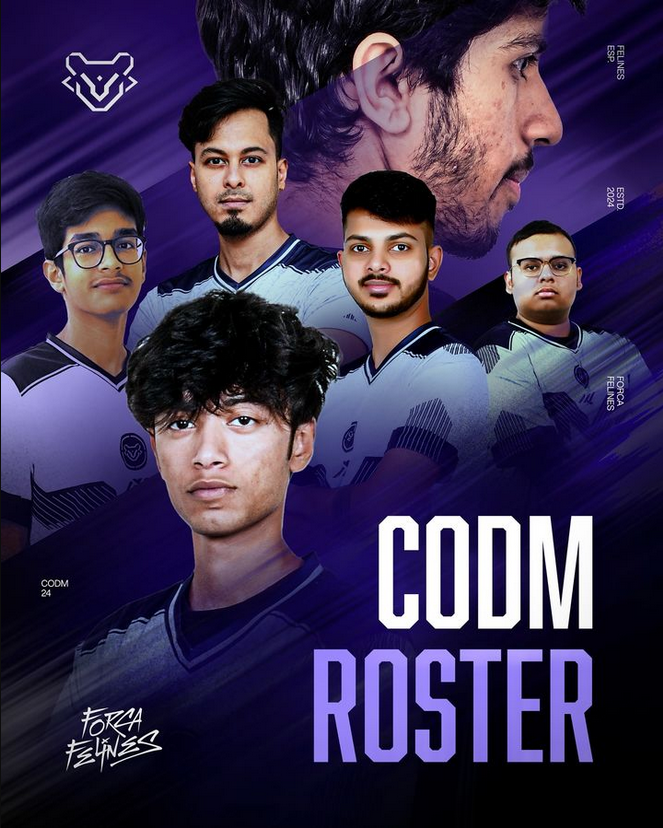 FELINES
ESP.
ESTD.
2024
FORCA
FELINES
CODM
24
CODM
ROSTER
FORCA
FELINES